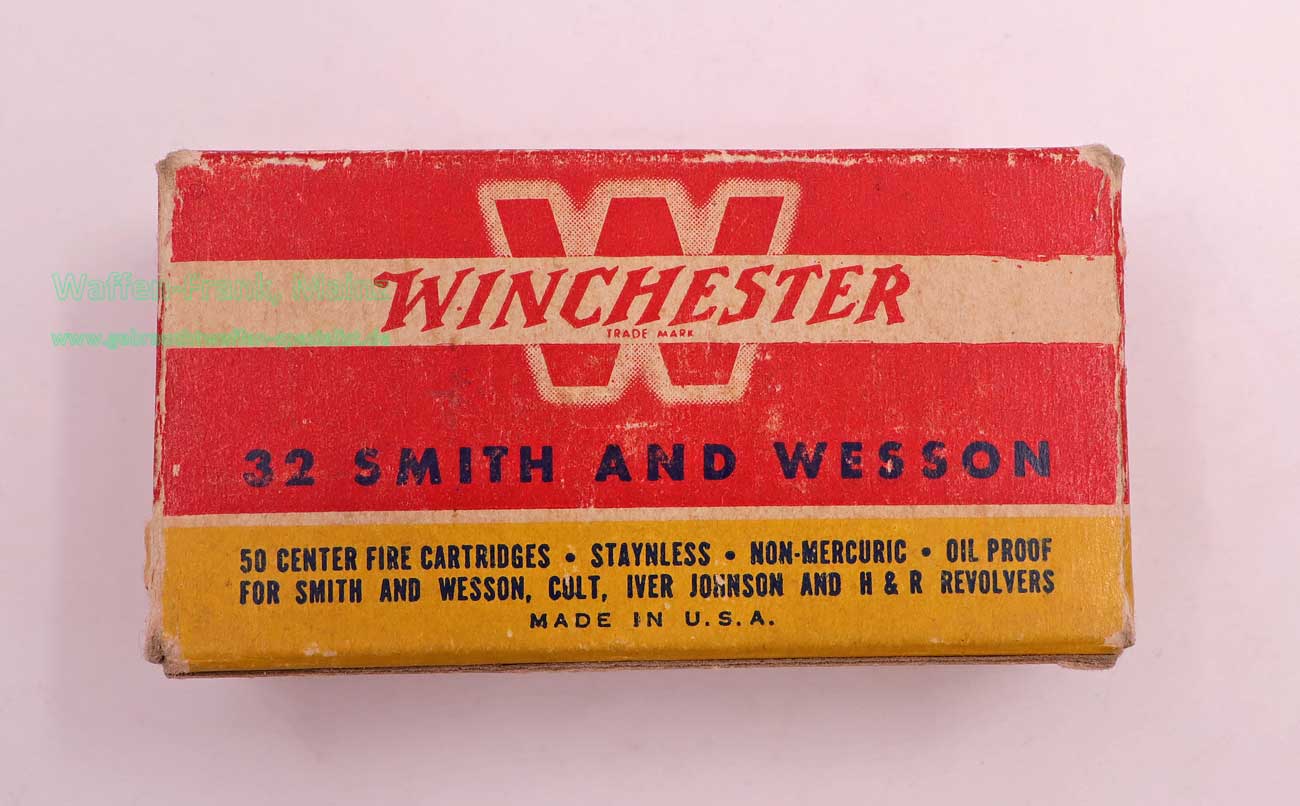 W
WINCHESTER
TRADE MARK
32 SMITH AND WESSON
50 CENTER FIRE CARTRIDGES • STAYNLESS • NON-MERCURIC • OIL PROOF
FOR SMITH AND WESSON, COLT, IVER JOHNSON AND H & R REVOLVERS
MADE IN U.S.A.
Waffen-Frank, Mainz